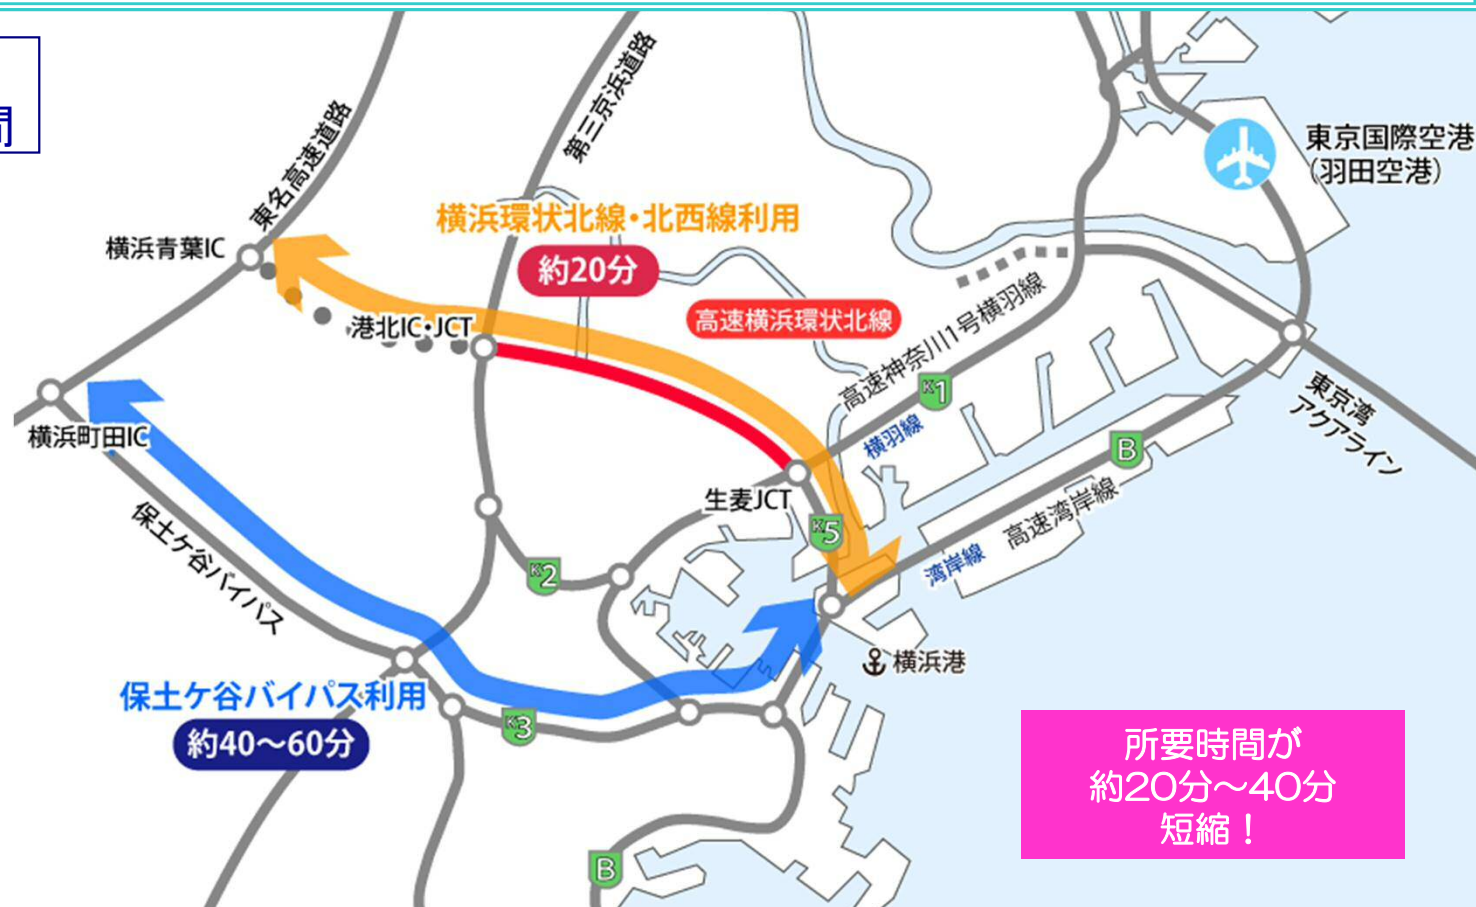 間
東名高速道路
第三京浜道路
東京国際空港
(羽田空港)
横浜環状北線・北西線利用
約20分
横浜青葉IC
港北IC・JCT
高速横浜環状北線
高速神奈川1号横羽線
K1
横羽線
東京湾
アクアライン
横浜町田IC
B
生麦JCT
K5
高速湾岸線
湾岸線
保土ケ谷バイパス
K2
横浜港
保土ケ谷バイパス利用
約40〜60分
K3
所要時間が
約20分〜40分
短縮！
B